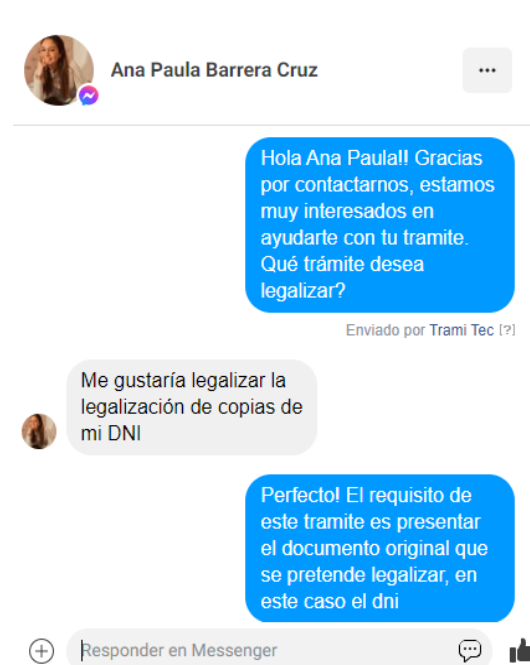 Ana Paula Barrera Cruz
Hola Ana Paula!! Gracias
por contactarnos, estamos
muy interesados en
ayudarte con tu tramite.
Qué trámite desea
legalizar?
Enviado por Trami Tec [?]
Me gustaría legalizar la
legalización de copias de
mi DNI
Perfecto! El requisito de
este tramite es presentar
el documento original que
se pretende legalizar, en
este caso el dni
Responder en Messenger